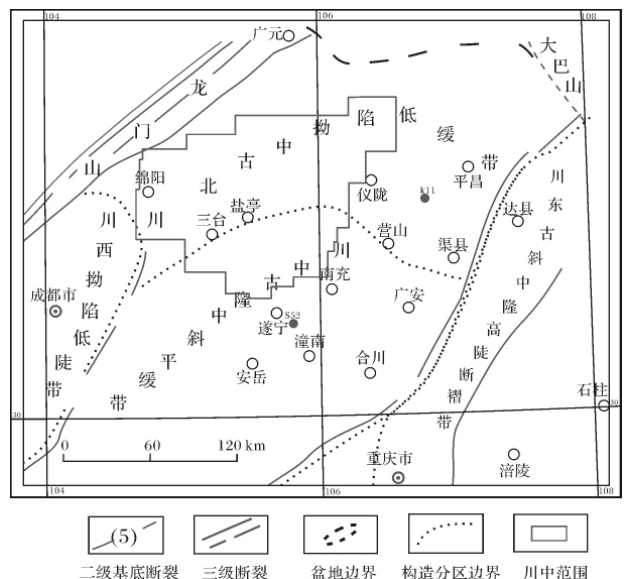 104
106
108
广元
大巴山
龙门山
川北古中坳陷低缓带
绵阳
盐亭
三台
仪陇
平昌
k11
达县
营山
渠县
川西坳陷低陡带
川中古隆中斜平缓带
川东古斜中隆高陡断褶带
成都市
南充
广安
遂宁
S52
潼南
安岳
合川
石柱
30
30
0 60 120 km
重庆市
涪陵
104
106
108
(5)
二级基底断裂 三级断裂 盆地边界 构造分区边界 川中范围